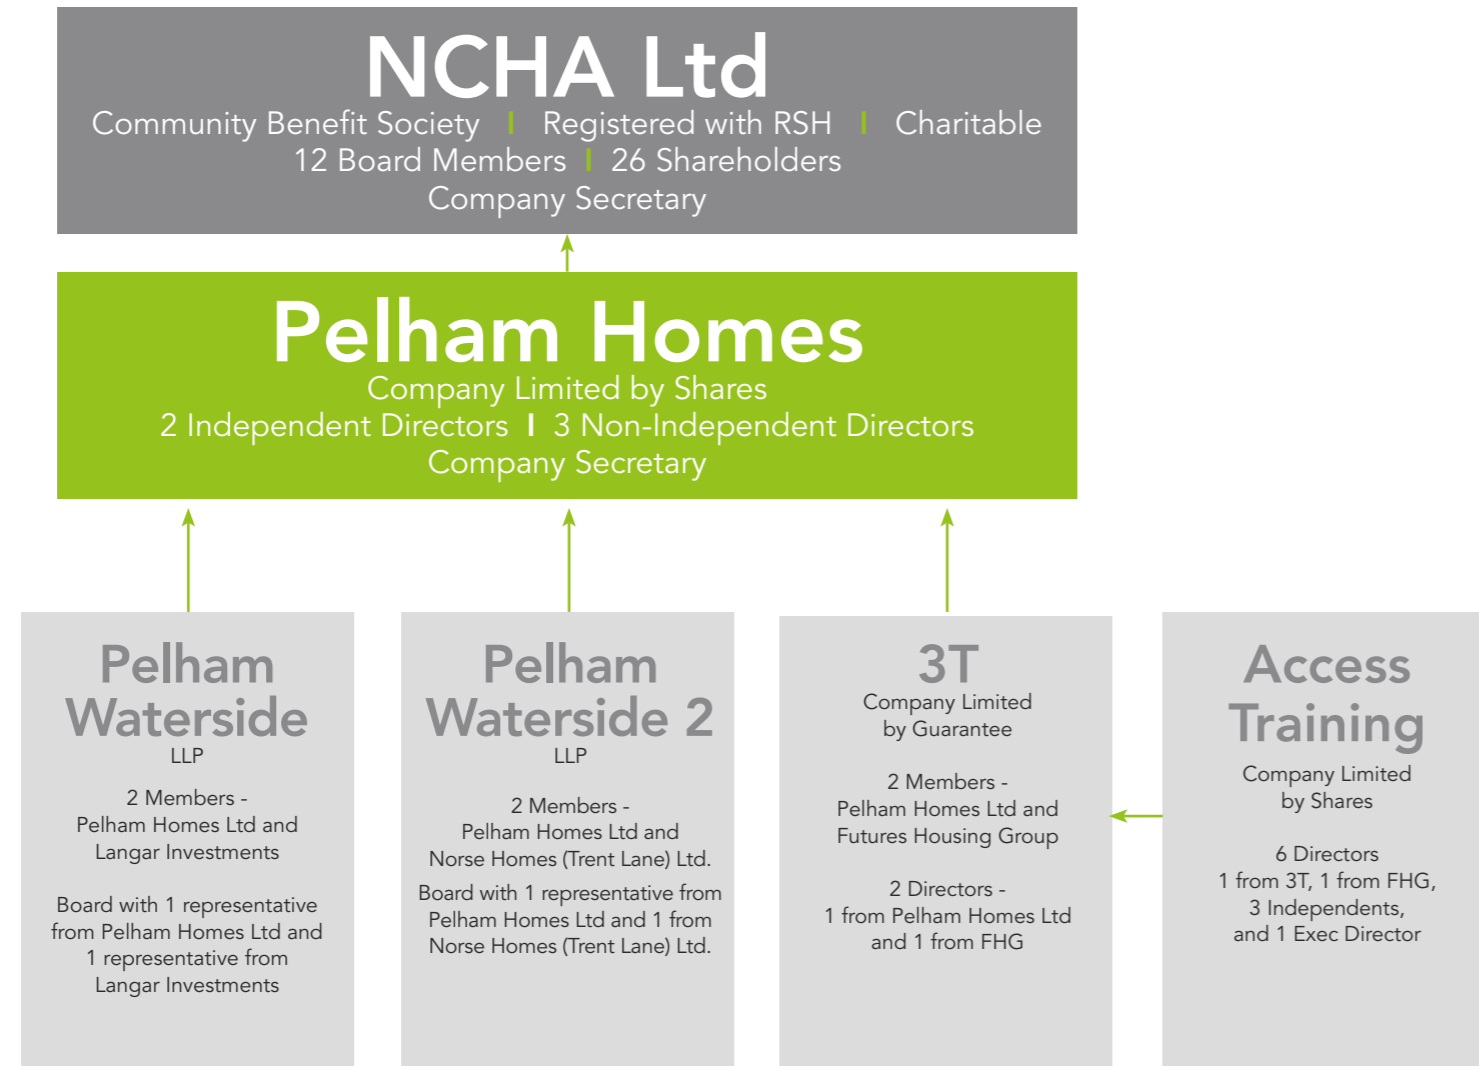 NCHA Ltd
Community Benefit Society | Registered with RSH | Charitable
12 Board Members | 26 Shareholders
Company Secretary
Pelham Homes
Company Limited by Shares
2 Independent Directors | 3 Non-Independent Directors
Company Secretary
Pelham
Waterside
LLP
2 Members -
Pelham Homes Ltd and
Langar Investments
Board with 1 representative
from Pelham Homes Ltd and
1 representative from
Langar Investments
Pelham
Waterside 2
LLP
2 Members -
Pelham Homes Ltd and
Norse Homes (Trent Lane) Ltd.
Board with 1 representative from
Pelham Homes Ltd and 1 from
Norse Homes (Trent Lane) Ltd.
3T
Company Limited
by Guarantee
2 Members -
Pelham Homes Ltd and
Futures Housing Group
2 Directors -
1 from Pelham Homes Ltd
and 1 from FHG
Access
Training
Company Limited
by Shares
6 Directors
1 from 3T, 1 from FHG,
3 Independents,
and 1 Exec Director